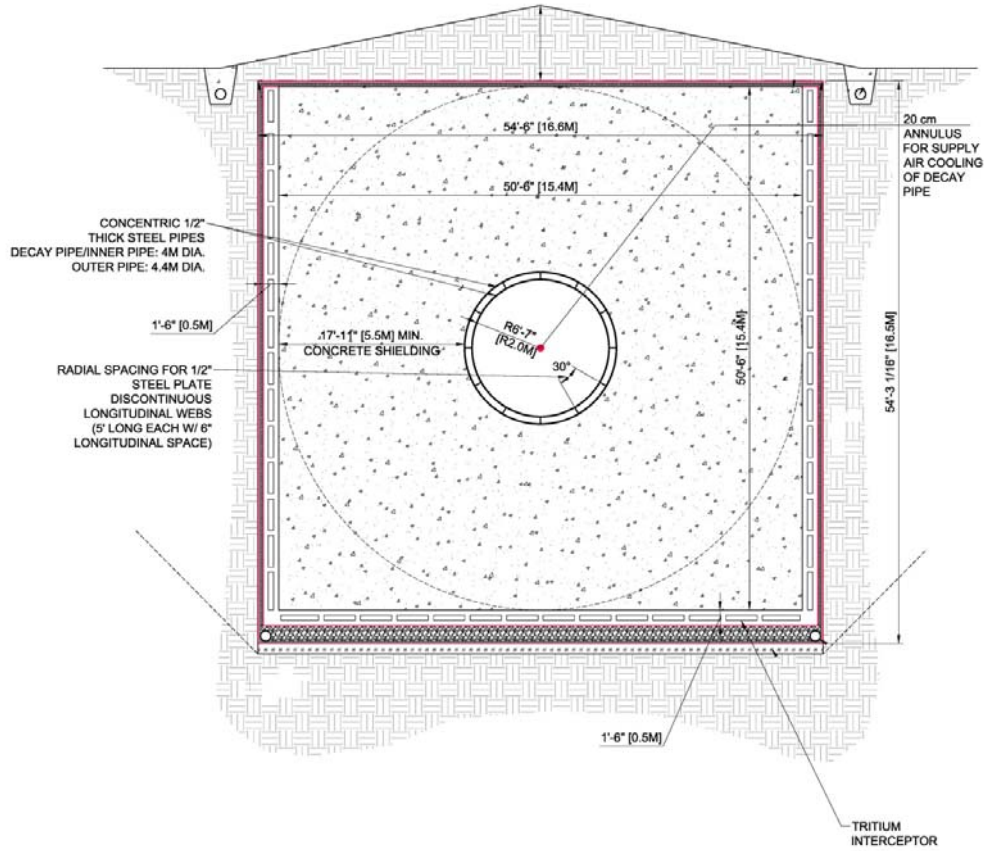 54'-6" [16.6M]
20 cm
ANNULUS
FOR SUPPLY
AIR COOLING
OF DECAY
PIPE
50'-6" [15.4M]
CONCENTRIC 1/2"
THICK STEEL PIPES
DECAY PIPE/INNER PIPE: 4M DIA.
OUTER PIPE: 4.4M DIA.
1'-6" [0.5M]
17'-11" [5.5M] MIN.
CONCRETE SHIELDING
R6'-7"
[R2.0M]
30°
50'-6" [15.4M]
54'-3 1/16" [16.5M]
RADIAL SPACING FOR 1/2"
STEEL PLATE
DISCONTINUOUS
LONGITUDINAL WEBS
(5' LONG EACH W/ 6"
LONGITUDINAL SPACE)
1'-6" [0.5M]
TRITIUM
INTERCEPTOR